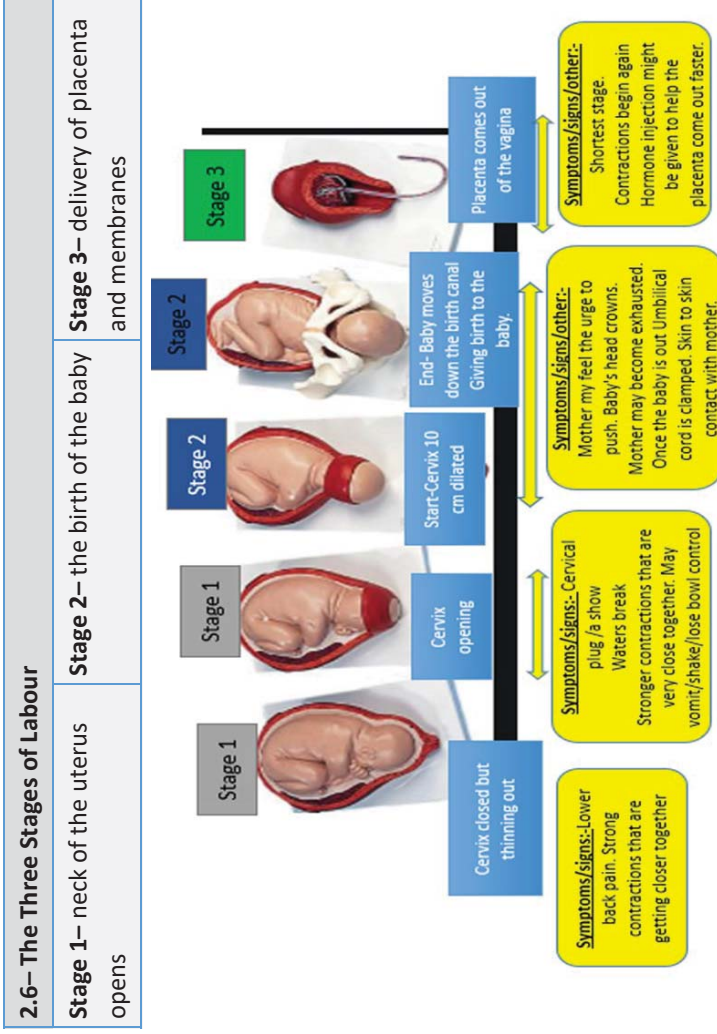 2.6– The Three Stages of Labour
Stage 1– neck of the uterus
opens
Stage 2– the birth of the baby
Stage 3– delivery of placenta
and membranes
Stage 1
Stage 1
Stage 2
Stage 2
Stage 3
Cervix closed but
thinning out
Cervix
opening
Start-Cervix 10
cm dilated
End- Baby moves
down the birth canal
Giving birth to the
baby.
Placenta comes out
of the vagina
Symptoms/signs:-Lower
back pain. Strong
contractions that are
getting closer together
Symptoms/signs:- Cervical
plug /a show
Waters break
Stronger contractions that are
very close together. May
vomit/shake/lose bowl control
Symptoms/signs/other:-
Mother my feel the urge to
push. Baby's head crowns.
Mother may become exhausted.
Once the baby is out Umbilical
cord is clamped. Skin to skin
contact with mother
Symptoms/signs/other:-
Shortest stage.
Contractions begin again
Hormone injection might
be given to help the
placenta come out faster.